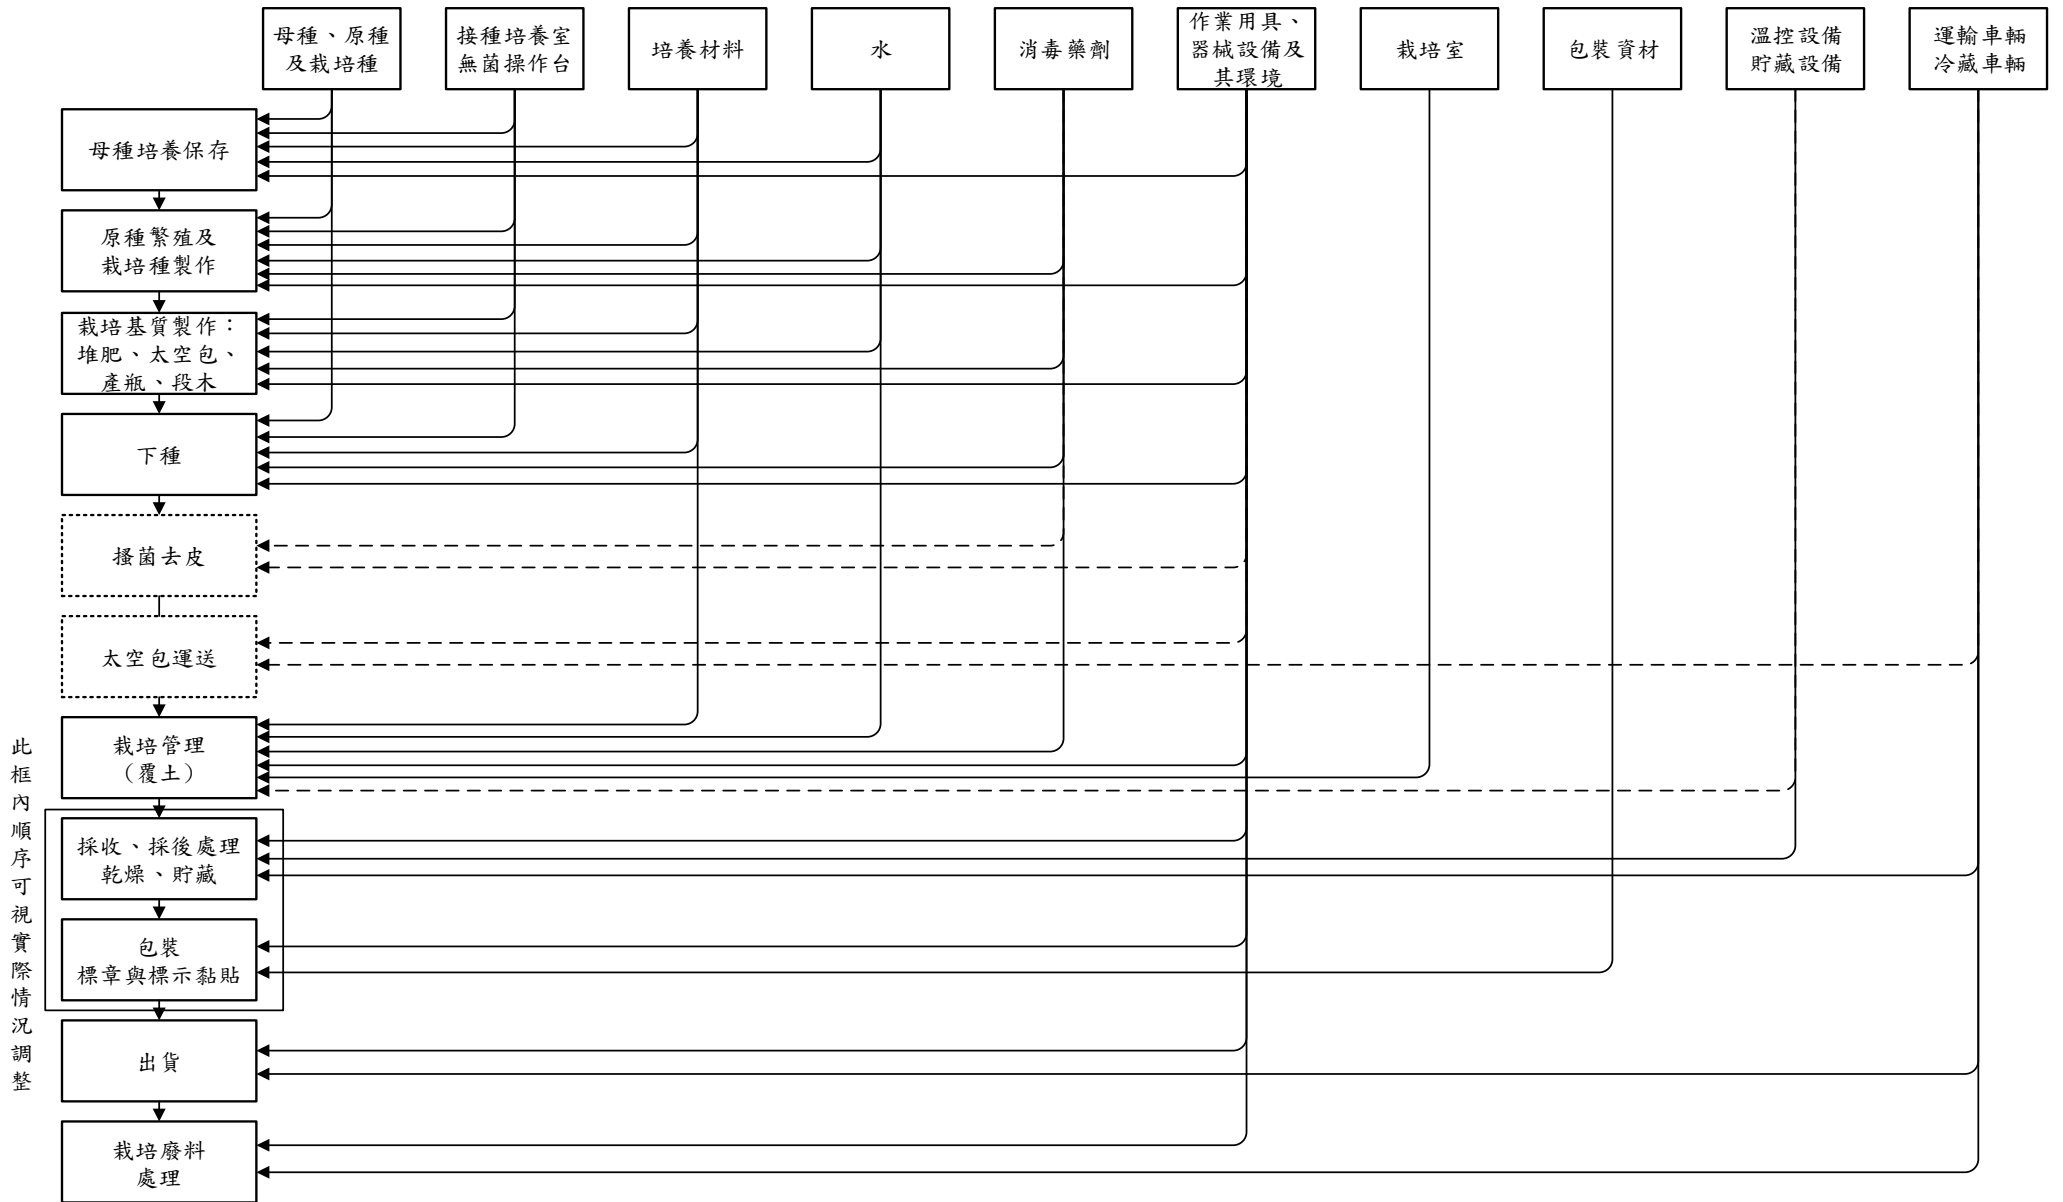 母種、原種
及栽培種
接種培養室
無菌操作台
培養材料
水
消毒藥劑
作業用具、
器械設備及
其環境
栽培室
包裝資材
溫控設備
貯藏設備
運輸車輛
冷藏車輛
母種培養保存
原種繁殖及
栽培種製作
栽培基質製作：
堆肥、太空包、
產瓶、段木
下種
搔菌去皮
太空包運送
栽培管理
（覆土）
採收、採後處理
乾燥、貯藏
包裝
標章與標示黏貼
出貨
栽培廢料
處理
此框內順序可視實際情況調整